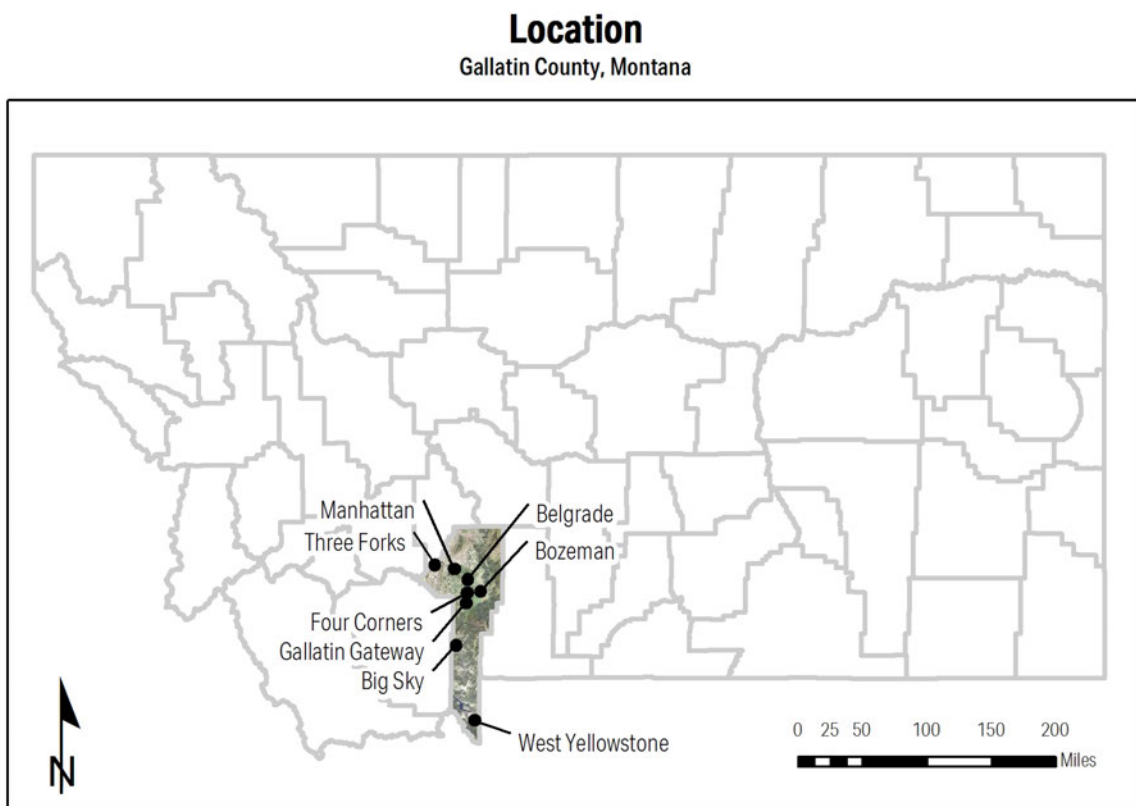 Location
Gallatin County, Montana
Manhattan
Belgrade
Three Forks
Bozeman
Four Corners
Gallatin Gateway
Big Sky
West Yellowstone
0 25 50 100 150 200
Miles
N